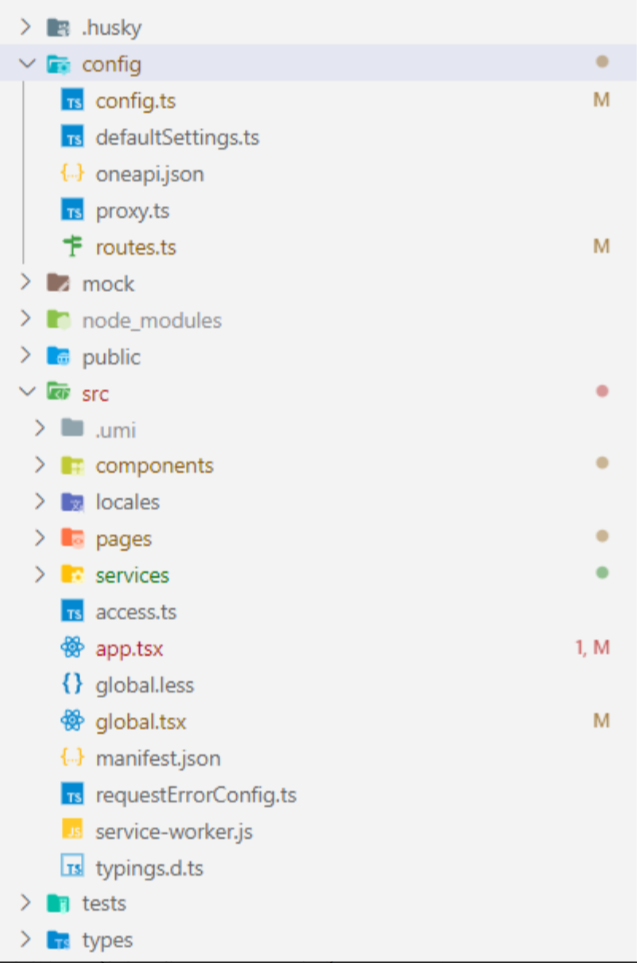 .husky
config
config.ts M
defaultSettings.ts
oneapi.json
proxy.ts
routes.ts M
mock
node_modules
public
src
.umi
components
locales
pages
services
access.ts
app.tsx 1, M
global.less
global.tsx M
manifest.json
requestErrorConfig.ts
service-worker.js
typings.d.ts
tests
types